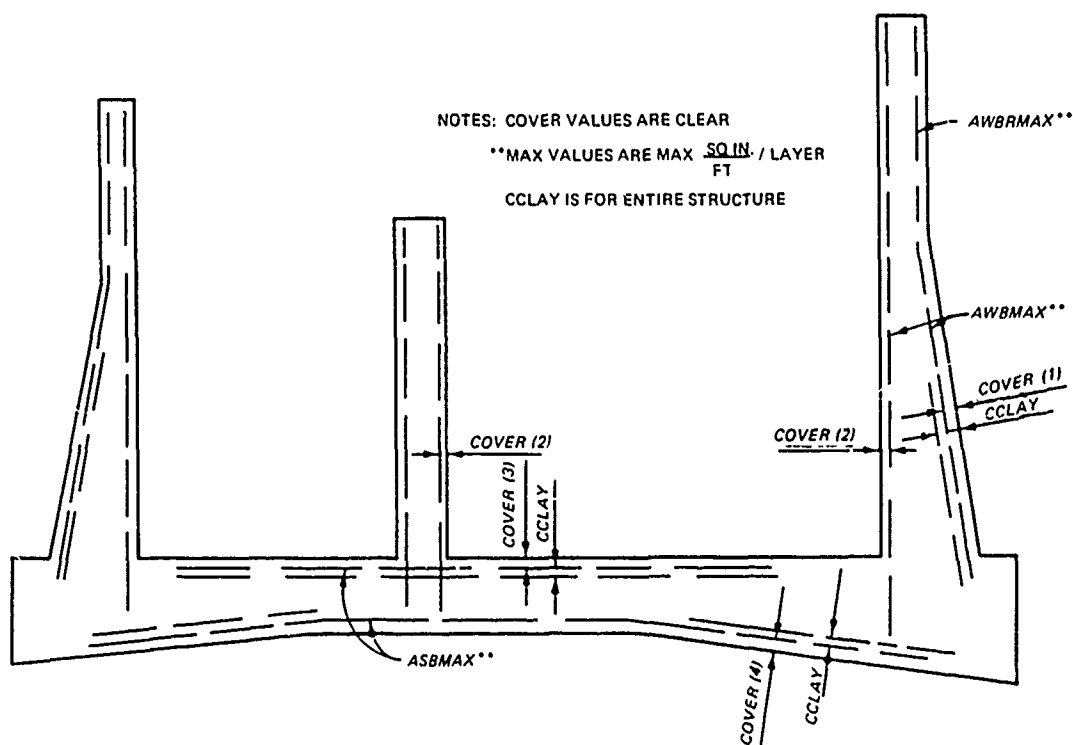 NOTES: COVER VALUES ARE CLEAR
**MAX VALUES ARE MAX SQ IN. / LAYER
FT
CCLAY IS FOR ENTIRE STRUCTURE
AWBRMAX**
AWBMAX**
COVER (1)
CCLAY
COVER (2)
COVER (2)
COVER (3)
CCLAY
ASBMAX**
COVER (4)
CCLAY